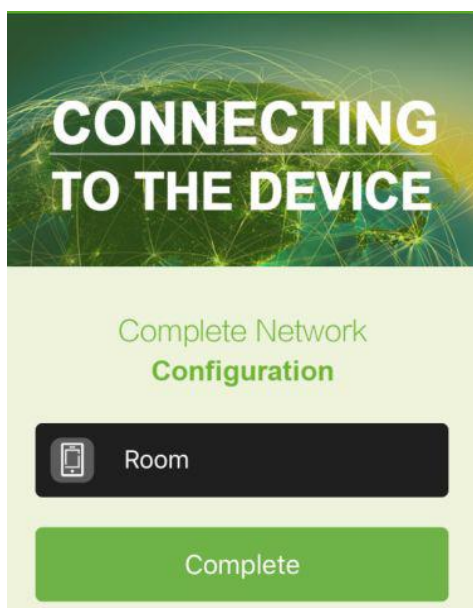 CONNECTING
TO THE DEVICE
Complete Network
Configuration
Room
Complete